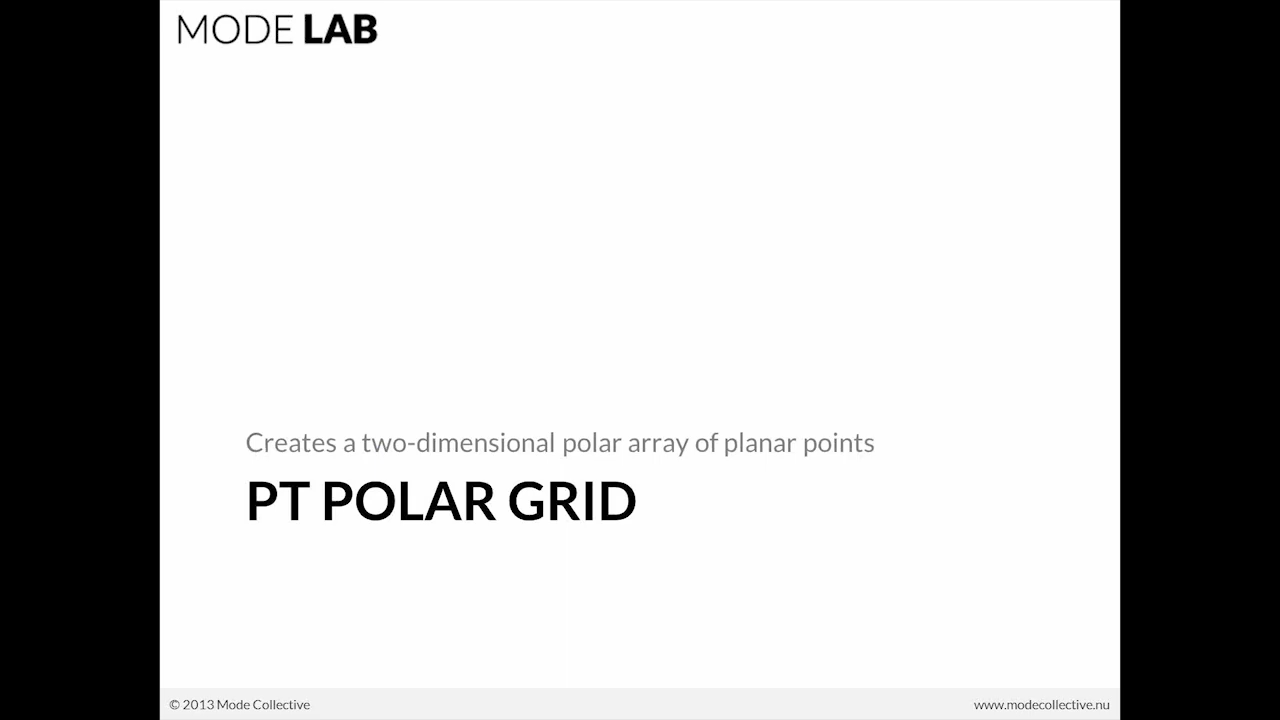 MODE LAB
Creates a two-dimensional polar array of planar points
PT POLAR GRID
© 2013 Mode Collective
www.modecollective.nu